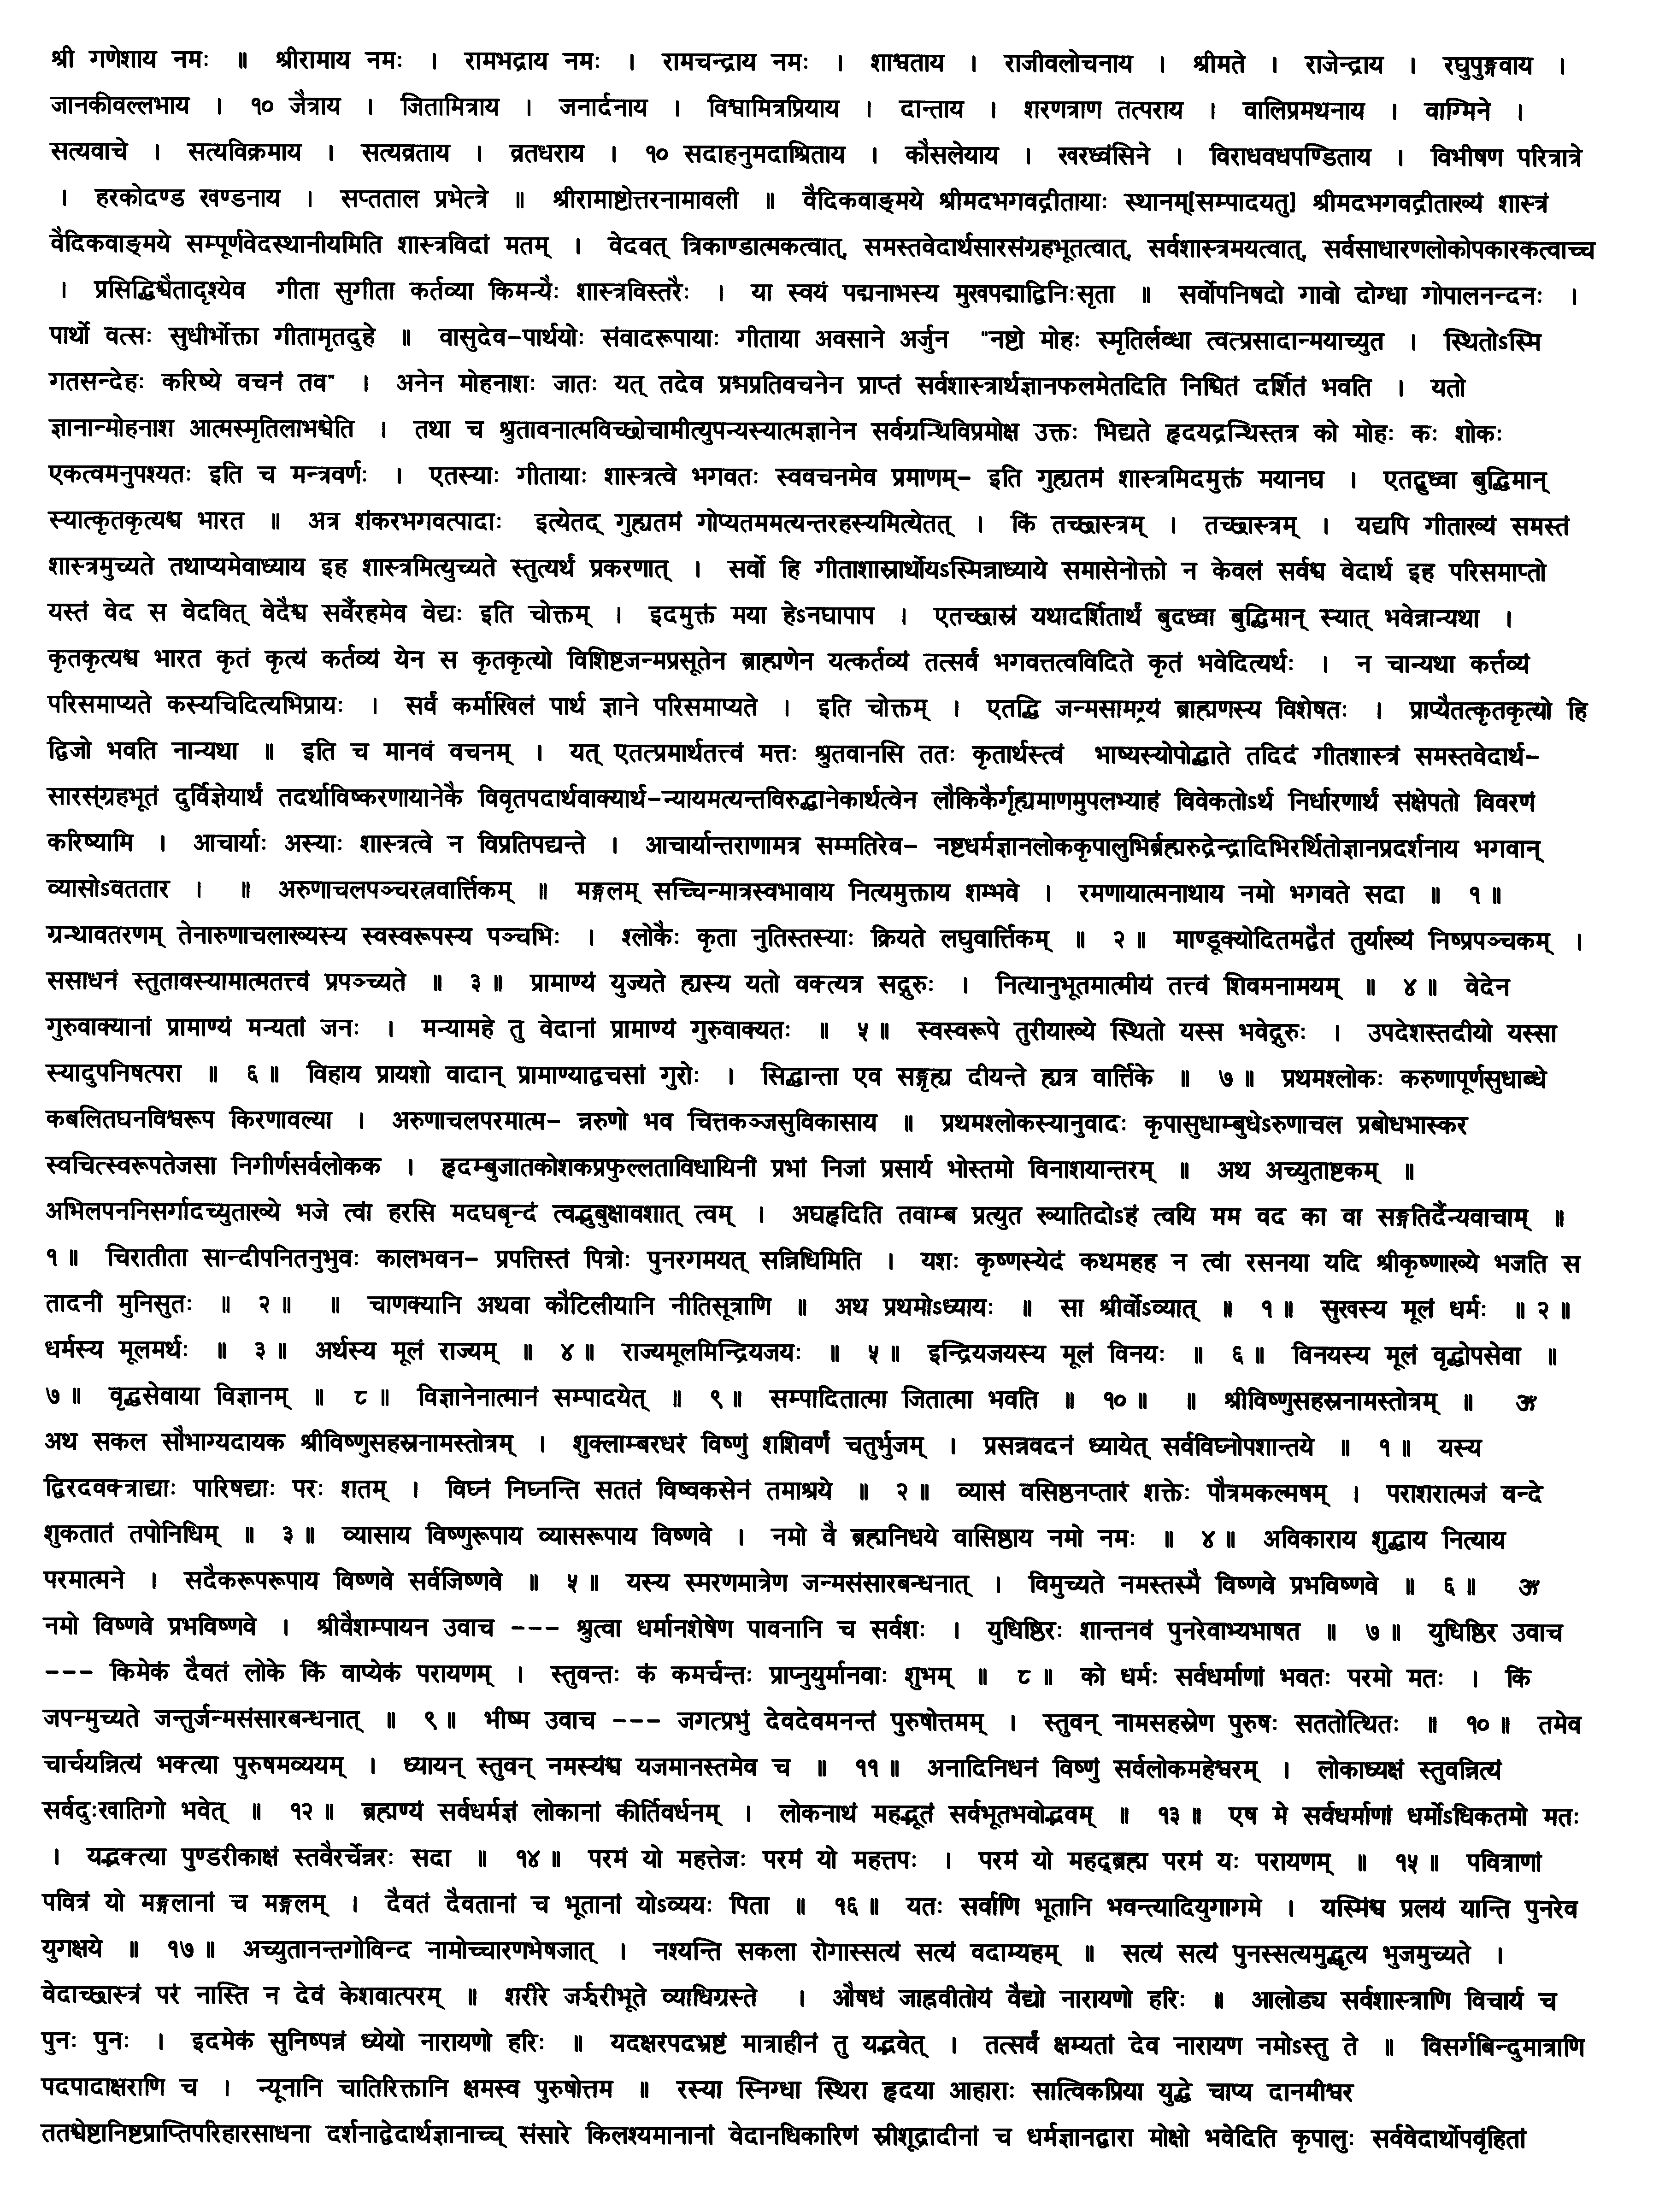 श्री गणेशाय नमः ॥ श्रीरामाय नमः । रामभद्राय नमः । रामचन्द्राय नमः । शाश्वताय । राजीवलोचनाय । श्रीमते । राजेन्द्राय । रघुपुङ्गवाय ।
जानकीवल्लभाय । १० जैत्राय । जितामित्राय । जनार्दनाय । विश्वामित्रप्रियाय । दान्ताय । शरणत्राण तत्पराय । वालिप्रमथनाय । वाग्मिने ।
सत्यवाचे । सत्यविक्रमाय । सत्यव्रताय । व्रतधराय । १० सदाहनुमदाश्रिताय । कौसलेयाय । खरध्वंसिने । विराधवधपण्डिताय । विभीषण परित्रात्रे
। हरकोदण्ड खण्डनाय । सप्तताल प्रभेत्त्रे ॥ श्रीरामाष्टोत्तरनामावली ॥ वैदिकवाङ्मये श्रीमदभगवद्गीतायाः स्थानम्[सम्पादयतु] श्रीमदभगवद्गीताख्यं शास्त्रं
वैदिकवाङ्मये सम्पूर्णवेदस्थानीयमिति शास्त्रविदां मतम् । वेदवत् त्रिकाण्डात्मकत्वात्, समस्तवेदार्थसारसंग्रहभूतत्वात्, सर्वशास्त्रमयत्वात्, सर्वसाधारणलोकोपकारकत्वाच्च
। प्रसिद्धिश्चैतादृश्येव गीता सुगीता कर्तव्या किमन्यैः शास्त्रविस्तरैः । या स्वयं पद्मनाभस्य मुखपद्माद्विनिःसृता ॥ सर्वोपनिषदो गावो दोग्धा गोपालनन्दनः ।
पार्थो वत्सः सुधीर्भोक्ता गीतामृतदुहे ॥ वासुदेव-पार्थयोः संवादरूपायाः गीताया अवसाने अर्जुन "नष्टो मोहः स्मृतिर्लब्धा त्वत्प्रसादान्मयाच्युत । स्थितोऽस्मि
गतसन्देहः करिष्ये वचनं तव" । अनेन मोहनाशः जातः यत् तदेव प्रश्नप्रतिवचनेन प्राप्तं सर्वशास्त्रार्थज्ञानफलमेतदिति निश्चितं दर्शितं भवति । यतो
ज्ञानान्मोहनाश आत्मस्मृतिलाभश्चेति । तथा च श्रुतावनात्मविच्छोचामीत्युपन्यस्यात्मज्ञानेन सर्वग्रन्थिविप्रमोक्ष उक्तः भिद्यते हृदयद्रन्थिस्तत्र को मोहः कः शोकः
एकत्वमनुपश्यतः इति च मन्त्रवर्णः । एतस्याः गीतायाः शास्त्रत्वे भगवतः स्ववचनमेव प्रमाणम्- इति गुह्यतमं शास्त्रमिदमुक्तं मयानघ । एतद्बुध्वा बुद्धिमान्
स्यात्कृतकृत्यश्च भारत ॥ अत्र शंकरभगवत्पादाः इत्येतद् गुह्यतमं गोप्यतममत्यन्तरहस्यमित्येतत् । किं तच्छास्त्रम् । तच्छास्त्रम् । यद्यपि गीताख्यं समस्तं
शास्त्रमुच्यते तथाप्यमेवाध्याय इह शास्त्रमित्युच्यते स्तुत्यर्थं प्रकरणात् । सर्वो हि गीताशास्रार्थोयऽस्मिन्नाध्याये समासेनोक्तो न केवलं सर्वश्च वेदार्थ इह परिसमाप्तो
यस्तं वेद स वेदवित् वेदैश्च सर्वैंरहमेव वेद्यः इति चोक्तम् । इदमुक्तं मया हेऽनघापाप । एतच्छास्रं यथादर्शितार्थं बुदध्वा बुद्धिमान् स्यात् भवेन्नान्यथा ।
कृतकृत्यश्च भारत कृतं कृत्यं कर्तव्यं येन स कृतकृत्यो विशिष्टजन्मप्रसूतेन ब्राह्मणेन यत्कर्तव्यं तत्सर्वं भगवत्तत्वविदिते कृतं भवेदित्यर्थः । न चान्यथा कर्त्तव्यं
परिसमाप्यते कस्यचिदित्यभिप्रायः । सर्वं कर्माखिलं पार्थ ज्ञाने परिसमाप्यते । इति चोक्तम् । एतद्धि जन्मसामग्र्यं ब्राह्मणस्य विशेषतः । प्राप्यैतत्कृतकृत्यो हि
द्विजो भवति नान्यथा ॥ इति च मानवं वचनम् । यत् एतत्प्रमार्थतत्त्वं मत्तः श्रुतवानसि ततः कृतार्थस्त्वं भाष्यस्योपोद्घाते तदिदं गीतशास्त्रं समस्तवेदार्थ-
सारस्ंग्रहभूतं दुर्विज्ञेयार्थं तदर्थाविष्करणायानेकै विवृतपदार्थवाक्यार्थ-न्यायमत्यन्तविरुद्धानेकार्थत्वेन लौकिकैर्गृह्यमाणमुपलभ्याहं विवेकतोऽर्थ निर्धारणार्थं संक्षेपतो विवरणं
करिष्यामि । आचार्याः अस्याः शास्त्रत्वे न विप्रतिपद्यन्ते । आचार्यान्तराणामत्र सम्मतिरेव- नष्टधर्मज्ञानलोककृपालुभिर्ब्रह्मरुद्रेन्द्रादिभिरर्थितोज्ञानप्रदर्शनाय भगवान्
व्यासोऽवततार । ॥ अरुणाचलपञ्चरत्नवार्त्तिकम् ॥ मङ्गलम् सच्चिन्मात्रस्वभावाय नित्यमुक्ताय शम्भवे । रमणायात्मनाथाय नमो भगवते सदा ॥ १॥
ग्रन्थावतरणम् तेनारुणाचलाख्यस्य स्वस्वरूपस्य पञ्चभिः । श्लोकैः कृता नुतिस्तस्याः क्रियते लघुवार्त्तिकम् ॥ २॥ माण्डूक्योदितमद्वैतं तुर्याख्यं निष्प्रपञ्चकम् ।
ससाधनं स्तुतावस्यामात्मतत्त्वं प्रपञ्च्यते ॥ ३॥ प्रामाण्यं युज्यते ह्यस्य यतो वक्त्यत्र सद्गुरुः । नित्यानुभूतमात्मीयं तत्त्वं शिवमनामयम् ॥ ४॥ वेदेन
गुरुवाक्यानां प्रामाण्यं मन्यतां जनः । मन्यामहे तु वेदानां प्रामाण्यं गुरुवाक्यतः ॥ ५॥ स्वस्वरूपे तुरीयाख्ये स्थितो यस्स भवेद्गुरुः । उपदेशस्तदीयो यस्सा
स्यादुपनिषत्परा ॥ ६॥ विहाय प्रायशो वादान् प्रामाण्याद्वचसां गुरोः । सिद्धान्ता एव सङ्गृह्य दीयन्ते ह्यत्र वार्त्तिके ॥ ७॥ प्रथमश्लोकः करुणापूर्णसुधाब्धे
कबलितघनविश्वरूप किरणावल्या । अरुणाचलपरमात्म- न्नरुणो भव चित्तकञ्जसुविकासाय ॥ प्रथमश्लोकस्यानुवादः कृपासुधाम्बुधेऽरुणाचल प्रबोधभास्कर
स्वचित्स्वरूपतेजसा निगीर्णसर्वलोकक । हृदम्बुजातकोशकप्रफुल्लताविधायिनीं प्रभां निजां प्रसार्य भोस्तमो विनाशयान्तरम् ॥ अथ अच्युताष्टकम् ॥
अभिलपननिसर्गादच्युताख्ये भजे त्वां हरसि मदघबृन्दं त्वद्भुबुक्षावशात् त्वम् । अघहृदिति तवाम्ब प्रत्युत ख्यातिदोऽहं त्वयि मम वद का वा सङ्गतिर्दैन्यवाचाम् ॥
१॥ चिरातीता सान्दीपनितनुभुवः कालभवन- प्रपत्तिस्तं पित्रोः पुनरगमयत् सन्निधिमिति । यशः कृष्णस्येदं कथमहह न त्वां रसनया यदि श्रीकृष्णाख्ये भजति स
तादनीं मुनिसुतः ॥ २॥ ॥ चाणक्यानि अथवा कौटिलीयानि नीतिसूत्राणि ॥ अथ प्रथमोऽध्यायः ॥ सा श्रीर्वोऽव्यात् ॥ १॥ सुखस्य मूलं धर्मः ॥२॥
धर्मस्य मूलमर्थः ॥ ३॥ अर्थस्य मूलं राज्यम् ॥ ४॥ राज्यमूलमिन्द्रियजयः ॥ ५॥ इन्द्रियजयस्य मूलं विनयः ॥ ६॥ विनयस्य मूलं वृद्धोपसेवा ॥
७॥ वृद्धसेवाया विज्ञानम् ॥ ८॥ विज्ञानेनात्मानं सम्पादयेत् ॥ ९॥ सम्पादितात्मा जितात्मा भवति ॥ १०॥ ॥ श्रीविष्णुसहस्रनामस्तोत्रम् ॥ ॐ
अथ सकल सौभाग्यदायक श्रीविष्णुसहस्रनामस्तोत्रम् । शुक्लाम्बरधरं विष्णुं शशिवर्णं चतुर्भुजम् । प्रसन्नवदनं ध्यायेत् सर्वविघ्नोपशान्तये ॥ १॥ यस्य
द्विरदवक्त्राद्याः पारिषद्याः परः शतम् । विघ्नं निघ्नन्ति सततं विष्वकसेनं तमाश्रये ॥ २॥ व्यासं वसिष्ठनप्तारं शक्तेः पौत्रमकल्मषम् । पराशरात्मजं वन्दे
शुकतातं तपोनिधिम् ॥ ३॥ व्यासाय विष्णुरूपाय व्यासरूपाय विष्णवे । नमो वै ब्रह्मनिधये वासिष्ठाय नमो नमः ॥ ४॥ अविकाराय शुद्धाय नित्याय
परमात्मने । सदैकरूपरूपाय विष्णवे सर्वजिष्णवे ॥ ५॥ यस्य स्मरणमात्रेण जन्मसंसारबन्धनात् । विमुच्यते नमस्तस्मै विष्णवे प्रभविष्णवे ॥ ६॥ ॐ
नमो विष्णवे प्रभविष्णवे । श्रीवैशम्पायन उवाच --- श्रुत्वा धर्मानशेषेण पावनानि च सर्वशः । युधिष्ठिरः शान्तनवं पुनरेवाभ्यभाषत ॥ ७॥ युधिष्ठिर उवाच
--- किमेकं दैवतं लोके किं वाप्येकं परायणम् । स्तुवन्तः कं कमर्चन्तः प्राप्नुयुर्मानवाः शुभम् ॥ ८॥ को धर्मः सर्वधर्माणां भवतः परमो मतः । किं
जपन्मुच्यते जन्तुर्जन्मसंसारबन्धनात् ॥ ९॥ भीष्म उवाच --- जगत्प्रभुं देवदेवमनन्तं पुरुषोत्तमम् । स्तुवन् नामसहस्रेण पुरुषः सततोत्थितः ॥ १०॥ तमेव
चार्चयन्नित्यं भक्त्या पुरुषमव्ययम् । ध्यायन् स्तुवन् नमस्यंश्च यजमानस्तमेव च ॥ ११॥ अनादिनिधनं विष्णुं सर्वलोकमहेश्वरम् । लोकाध्यक्षं स्तुवन्नित्यं
सर्वदुःखातिगो भवेत् ॥ १२॥ ब्रह्मण्यं सर्वधर्मज्ञं लोकानां कीर्तिवर्धनम् । लोकनाथं महद्भूतं सर्वभूतभवोद्भवम् ॥ १३॥ एष मे सर्वधर्माणां धर्मोऽधिकतमो मतः
। यद्भक्त्या पुण्डरीकाक्षं स्तवैरर्चेन्नरः सदा ॥ १४॥ परमं यो महत्तेजः परमं यो महत्तपः । परमं यो महद्ब्रह्म परमं यः परायणम् ॥ १५॥ पवित्राणां
पवित्रं यो मङ्गलानां च मङ्गलम् । दैवतं दैवतानां च भूतानां योऽव्ययः पिता ॥ १६॥ यतः सर्वाणि भूतानि भवन्त्यादियुगागमे । यस्मिंश्च प्रलयं यान्ति पुनरेव
युगक्षये ॥ १७॥ अच्युतानन्तगोविन्द नामोच्चारणभेषजात् । नश्यन्ति सकला रोगास्सत्यं सत्यं वदाम्यहम् ॥ सत्यं सत्यं पुनस्सत्यमुद्धृत्य भुजमुच्यते ।
वेदाच्छास्त्रं परं नास्ति न देवं केशवात्परम् ॥ शरीरे जर्झरीभूते व्याधिग्रस्ते । औषधं जाह्नवीतोयं वैद्यो नारायणो हरिः ॥ आलोड्य सर्वशास्त्राणि विचार्य च
पुनः पुनः । इदमेकं सुनिष्पन्नं ध्येयो नारायणो हरिः ॥ यदक्षरपदभ्रष्टं मात्राहीनं तु यद्भवेत् । तत्सर्वं क्षम्यतां देव नारायण नमोऽस्तु ते ॥ विसर्गबिन्दुमात्राणि
पदपादाक्षराणि च । न्यूनानि चातिरिक्तानि क्षमस्व पुरुषोत्तम ॥ रस्या स्निग्धा स्थिरा हृदया आहाराः सात्विकप्रिया युद्धे चाप्य दानमीश्वर
ततश्चेष्टानिष्टप्राप्तिपरिहारसाधना दर्शनाद्वेदार्थज्ञानाच्च् संसारे किलश्यमानानां वेदानधिकारिणं स्रीशूद्रादीनां च धर्मज्ञानद्वारा मोक्षो भवेदिति कृपालुः सर्ववेदार्थोपवृंहितां